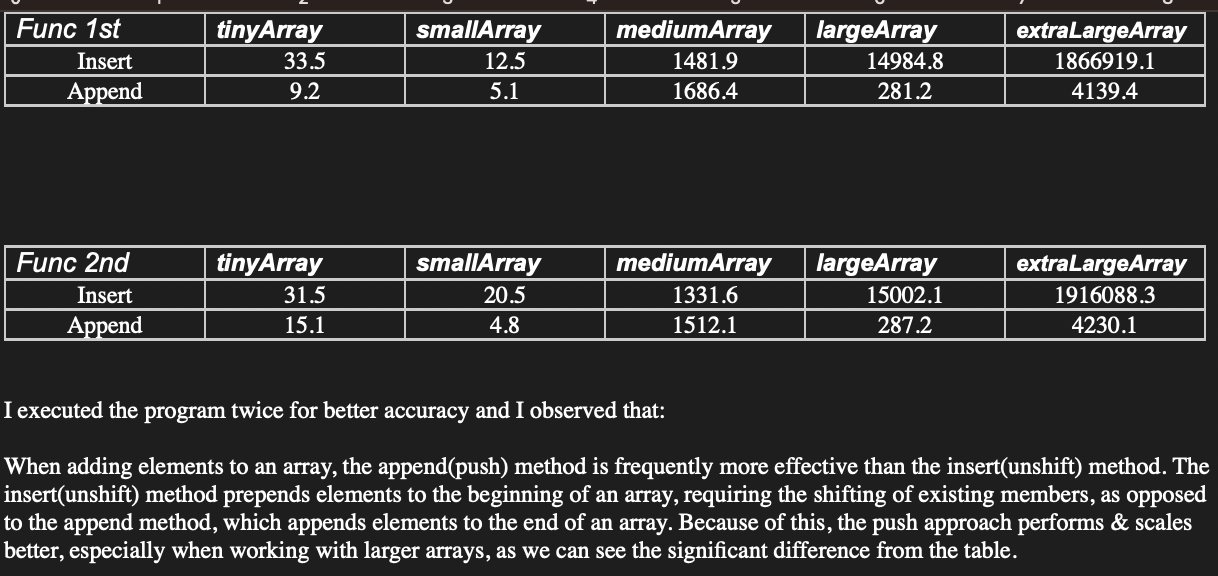 Func 1st tinyArray smallArray mediumArray largeArray extraLargeArray
Insert 33.5 12.5 1481.9 14984.8 1866919.1
Append 9.2 5.1 1686.4 281.2 4139.4
Func 2nd tinyArray smallArray mediumArray largeArray extraLargeArray
Insert 31.5 20.5 1331.6 15002.1 1916088.3
Append 15.1 4.8 1512.1 287.2 4230.1
I executed the program twice for better accuracy and I observed that:
When adding elements to an array, the append(push) method is frequently more effective than the insert(unshift) method. The
insert(unshift) method prepends elements to the beginning of an array, requiring the shifting of existing members, as opposed
to the append method, which appends elements to the end of an array. Because of this, the push approach performs & scales
better, especially when working with larger arrays, as we can see the significant difference from the table.